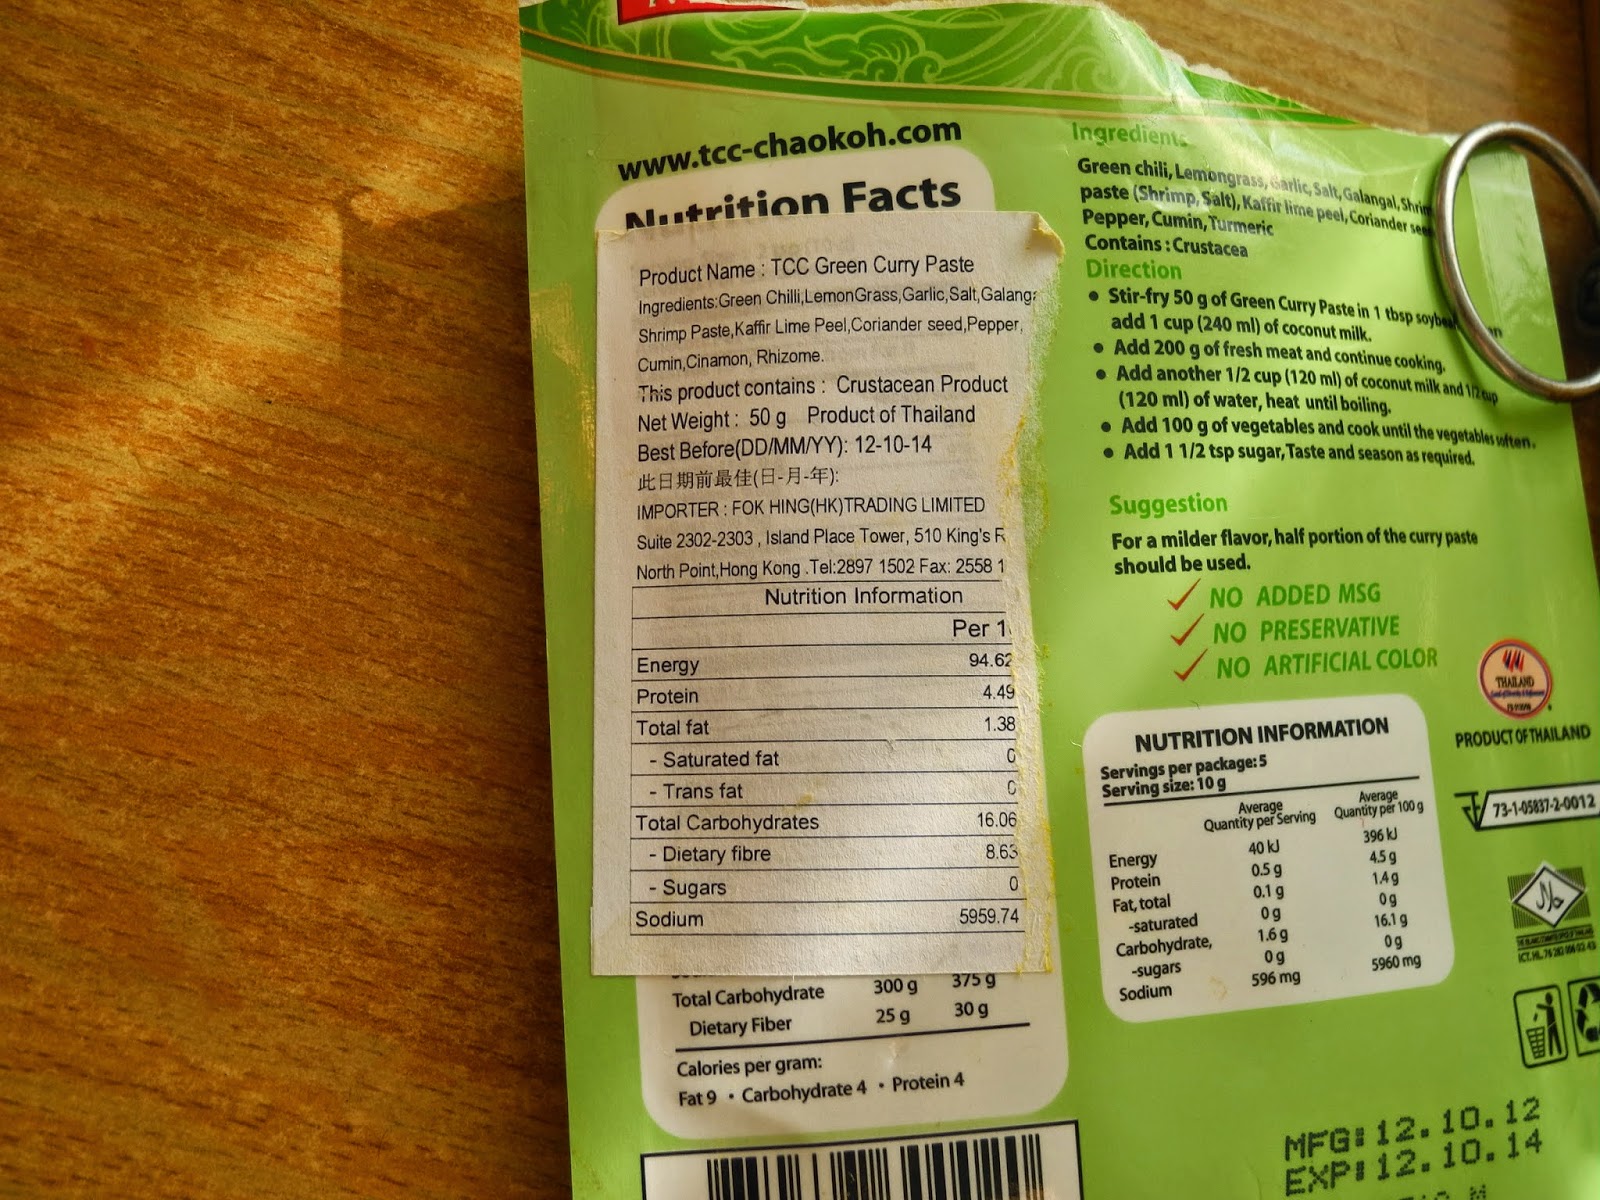 www.tcc-chaokoh.com
Nutrition Facts
Product Name : TCC Green Curry Paste
Ingredients:Green Chilli,LemonGrass,Garlic,Salt,Galanga
Shrimp Paste,Kaffir Lime Peel,Coriander seed,Pepper,
Cumin,Cinamon, Rhizome.
This product contains : Crustacean Product
Net Weight : 50 g Product of Thailand
Best Before(DD/MM/YY): 12-10-14
此日期前最佳(日-月-年):
IMPORTER : FOK HING(HK)TRADING LIMITED
Suite 2302-2303 , Island Place Tower, 510 King's R
North Point,Hong Kong .Tel:2897 1502 Fax: 2558 1
Nutrition Information
Per 1
Energy 94.62
Protein 4.49
Total fat 1.38
- Saturated fat 0
- Trans fat 0
Total Carbohydrates 16.06
- Dietary fibre 8.63
- Sugars 0
Sodium 5959.74
375 g
Total Carbohydrate 300 g
Dietary Fiber 25 g 30 g
Calories per gram:
Fat 9 • Carbohydrate 4 • Protein 4
Ingredients
Green chili, Lemongrass, Garlic, Salt, Galangal, Shrim
paste (Shrimp, Salt), Kaffir lime peel, Coriander see
Pepper, Cumin, Turmeric
Contains : Crustacea
Direction
• Stir-fry 50 g of Green Curry Paste in 1 tbsp soybea
add 1 cup (240 ml) of coconut milk.
• Add 200 g of fresh meat and continue cooking.
• Add another 1/2 cup (120 ml) of coconut milk and 1/2 cup
(120 ml) of water, heat until boiling.
• Add 100 g of vegetables and cook until the vegetables soften.
• Add 1 1/2 tsp sugar, Taste and season as required.
Suggestion
For a milder flavor, half portion of the curry paste
should be used.
NO ADDED MSG
NO PRESERVATIVE
NO ARTIFICIAL COLOR
THAILAND
PRODUCT OF THAILAND
NUTRITION INFORMATION
Servings per package: 5
Serving size: 10 g
Average Quantity per Serving Average Quantity per 100 g
Energy 40 kJ 396 kJ
Protein 0.5 g 4.5 g
Fat, total 0.1 g 1.4 g
-saturated 0 g 0 g
Carbohydrate, 1.6 g 16.1 g
-sugars 0 g 0 g
Sodium 596 mg 5960 mg
73-1-05837-2-0012
MFG: 12.10.12
EXP: 12.10.14